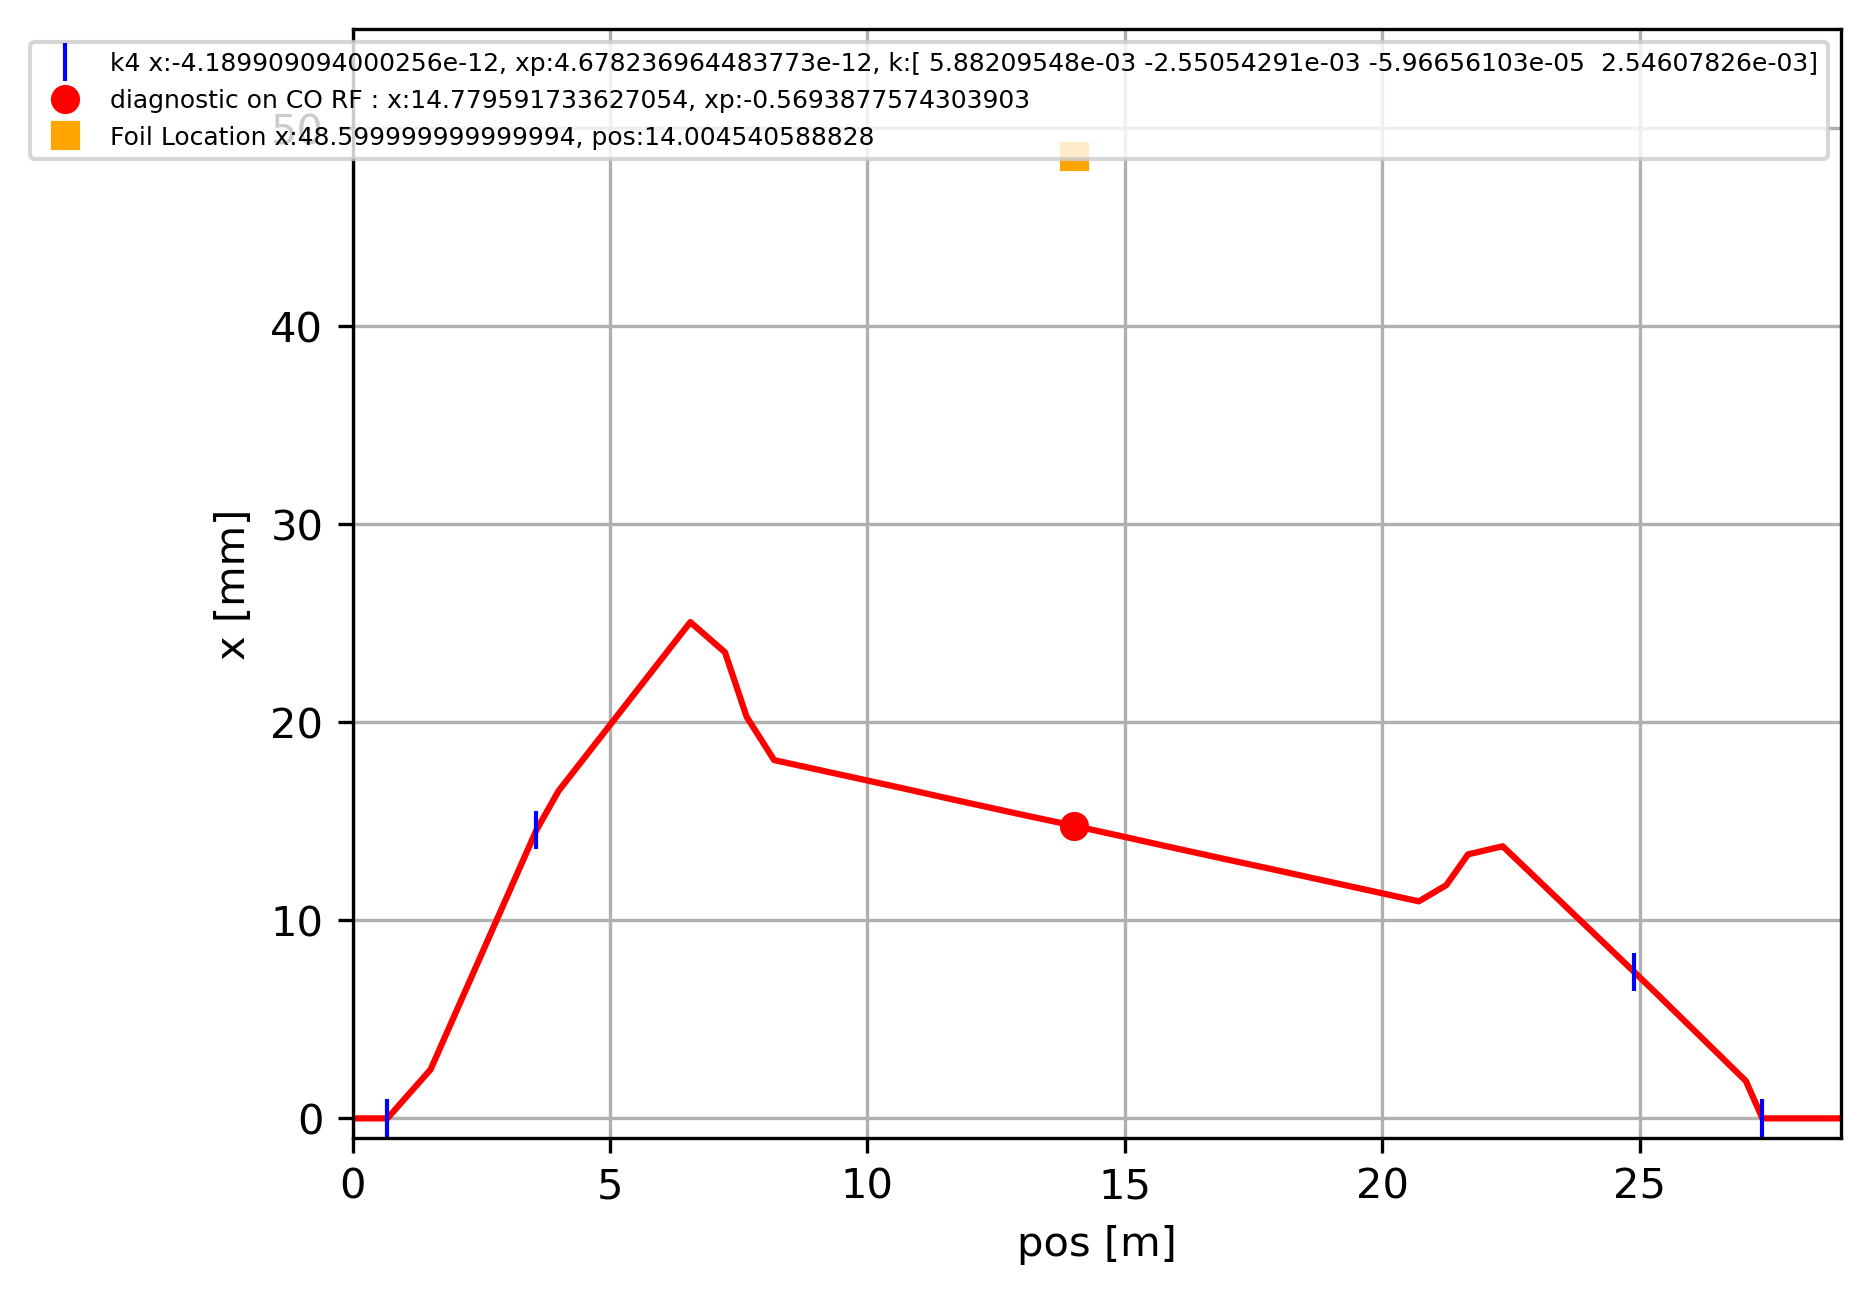 k4 x:-4.189909094000256e-12, xp:4.678236964483773e-12, k:[ 5.88209548e-03 -2.55054291e-03 -5.96656103e-05  2.54607826e-03]
diagnostic on CO RF : x:14.779591733627054, xp:-0.5693877574303903
Foil Location x:48.599999999999994, pos:14.004540588828
50
40
30
20
10
0
x [mm]
0 5 10 15 20 25
pos [m]